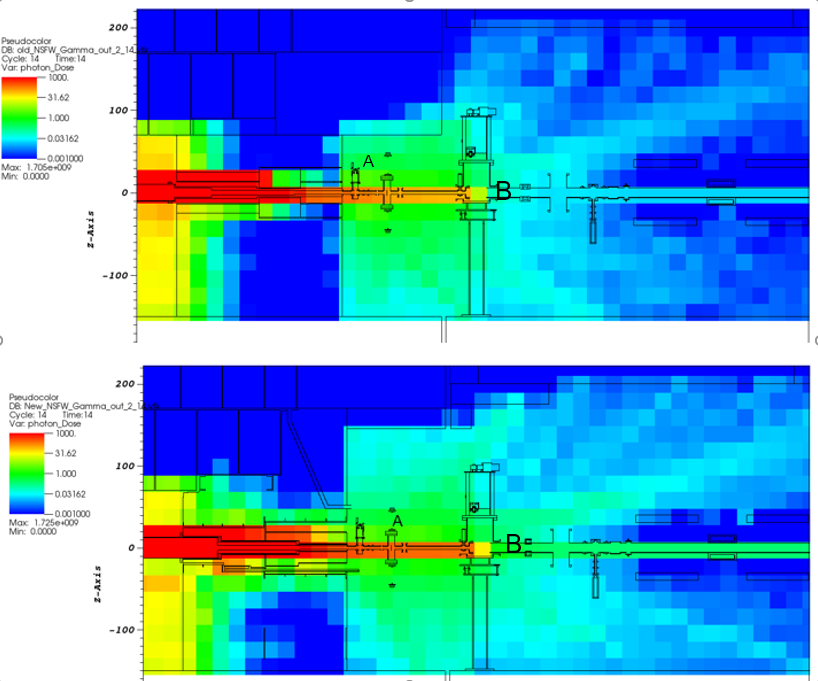 Pseudocolor
DB: old_NSFW_Gamma_out_2_14
Cycle: 14 Time:14
Var: photon_Dose
1000.
31.62
1.000
0.03162
0.001000
Max: 1.705e+009
Min: 0.0000
200
100
0
-100
Z-Axis
A
B
Pseudocolor
DB: New_NSFW_Gamma_out_2_1
Cycle: 14 Time:14
Var: photon_Dose
1000.
31.62
1.000
0.03162
0.001000
Max: 1.725e+009
Min: 0.0000
200
100
0
-100
Z-Axis
A
B